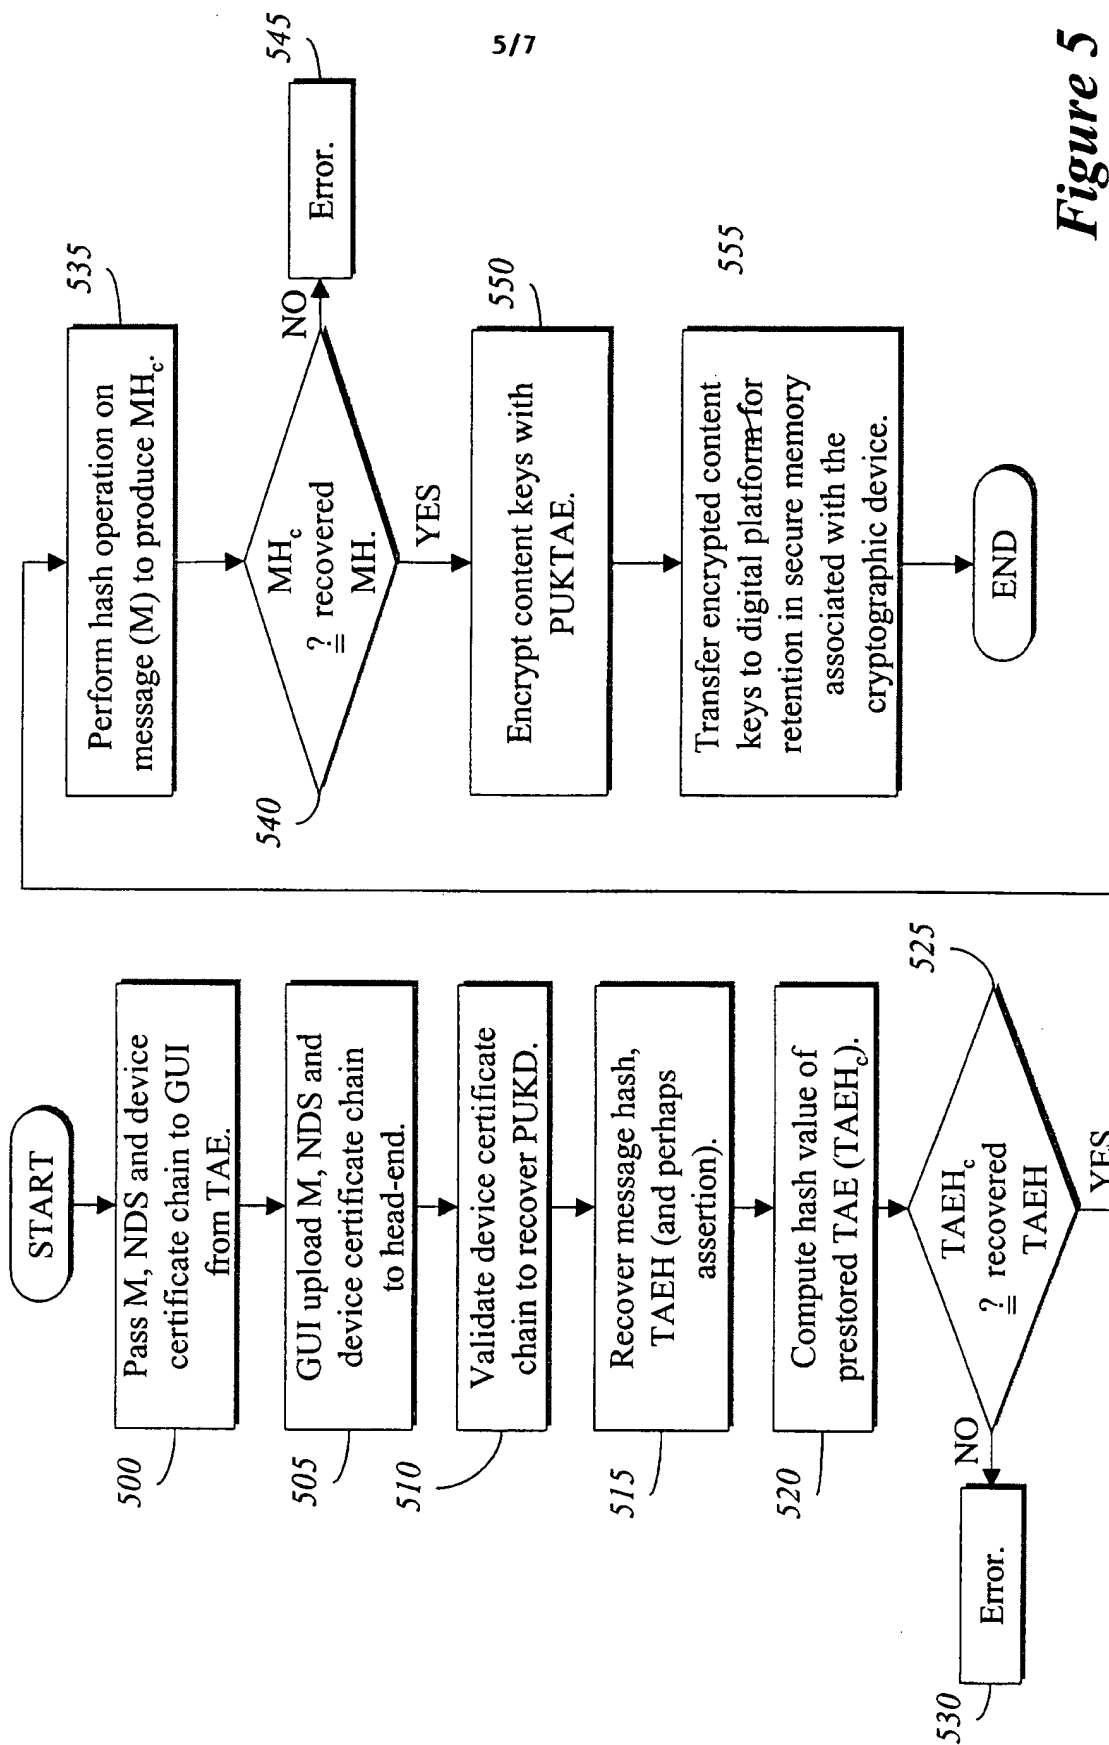 5/7
START
Pass M, NDS and device
certificate chain to GUI
from TAE.
500
GUI upload M, NDS and
device certificate chain
to head-end.
505
Validate device certificate
chain to recover PUKD.
510
Recover message hash,
TAEH (and perhaps
assertion).
515
Compute hash value of
prestored TAE (TAEHc).
520
TAEHc
? = recovered
TAEH
525
NO
Error.
530
YES
Perform hash operation on
message (M) to produce MHc.
535
MHc
? = recovered
MH.
540
NO
Error.
545
YES
Encrypt content keys with
PUKTAE.
550
Transfer encrypted content
keys to digital platform for
retention in secure memory
associated with the
cryptographic device.
555
END
Figure 5